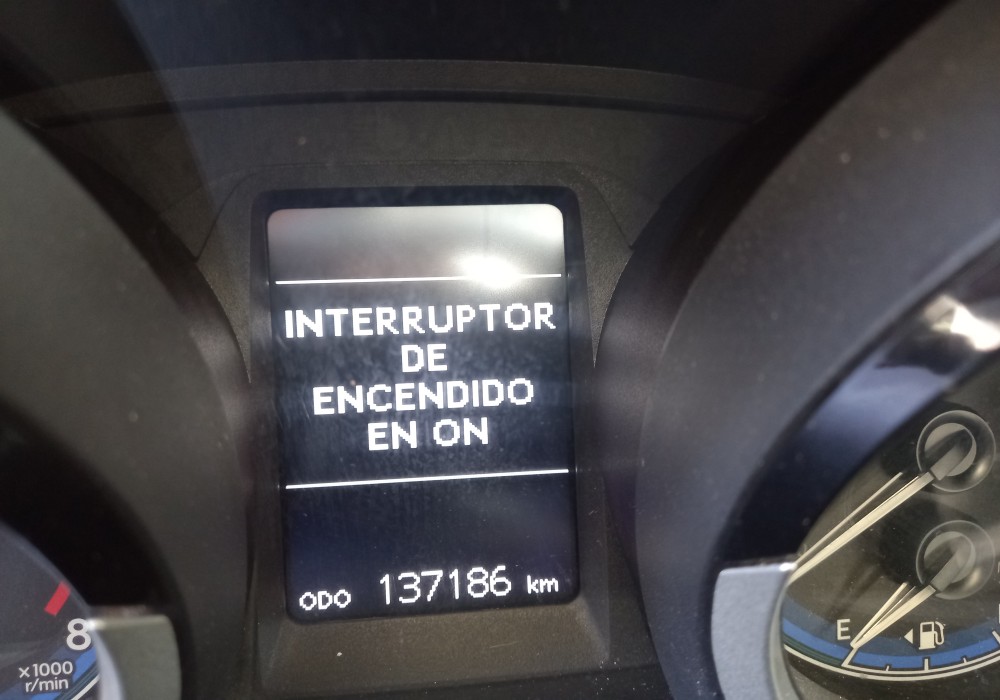 INTERRUPTOR
DE
ENCENDIDO
EN ON
ODO 137186 km
8
x1000
r/min
E